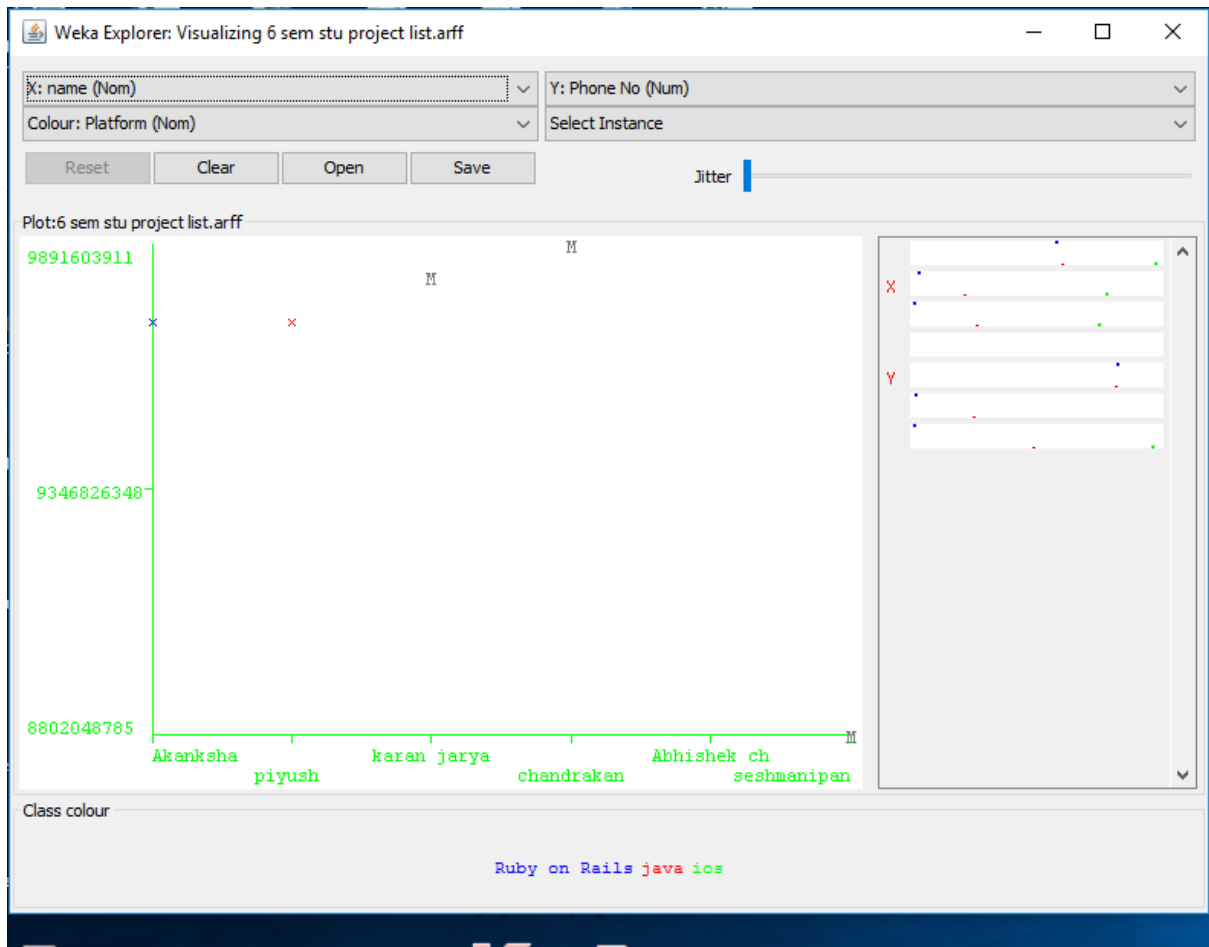 Weka Explorer: Visualizing 6 sem stu project list.arff
X: name (Nom) Y: Phone No (Num)
Colour: Platform (Nom) Select Instance
Reset Clear Open Save Jitter
Plot:6 sem stu project list.arff
9891603911
M
M
X
x x
Y
9346826348
8802048785
M
Akanksha karan jarya Abhishek ch
piyush chandrakan seshmanipan
Class colour
Ruby on Rails java ios